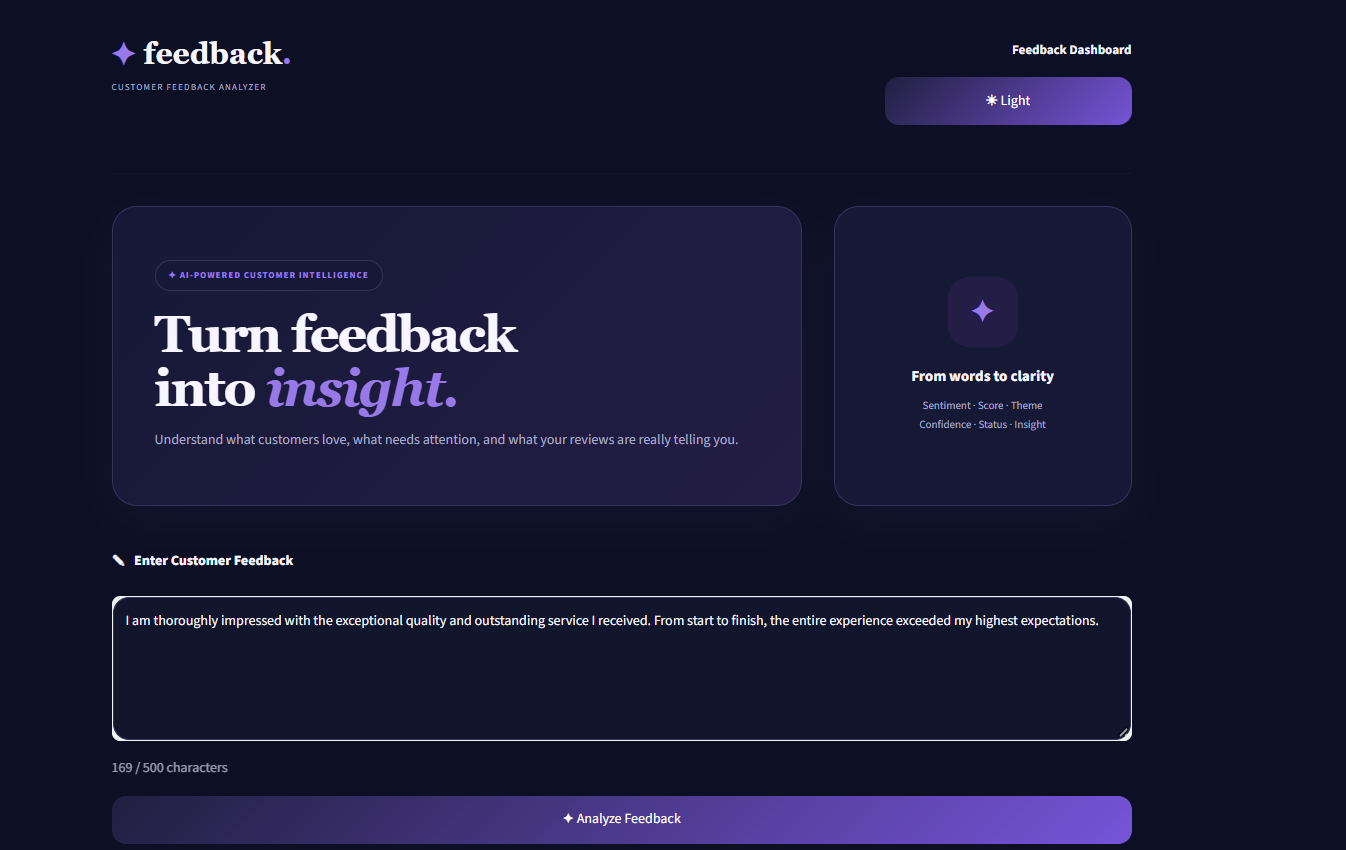 ✦ feedback.
CUSTOMER FEEDBACK ANALYZER
Feedback Dashboard
☀ Light
✦ AI-POWERED CUSTOMER INTELLIGENCE
Turn feedback
into insight.
Understand what customers love, what needs attention, and what your reviews are really telling you.
✦
From words to clarity
Sentiment · Score · Theme
Confidence · Status · Insight
✎ Enter Customer Feedback
I am thoroughly impressed with the exceptional quality and outstanding service I received. From start to finish, the entire experience exceeded my highest expectations.
169 / 500 characters
✦ Analyze Feedback